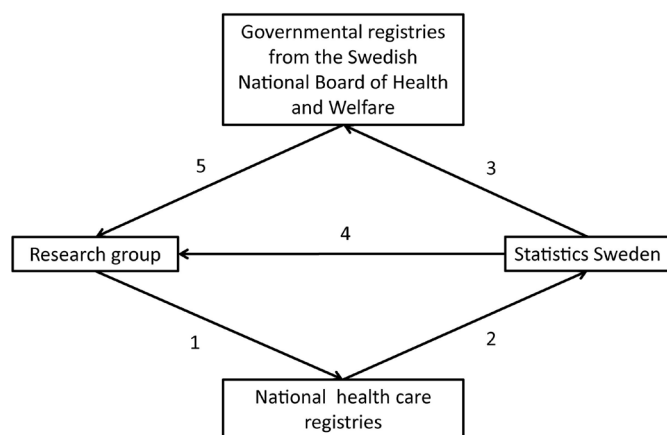 Governmental registries
from the Swedish
National Board of Health
and Welfare
5
3
4
Research group
Statistics Sweden
1
2
National health care
registries